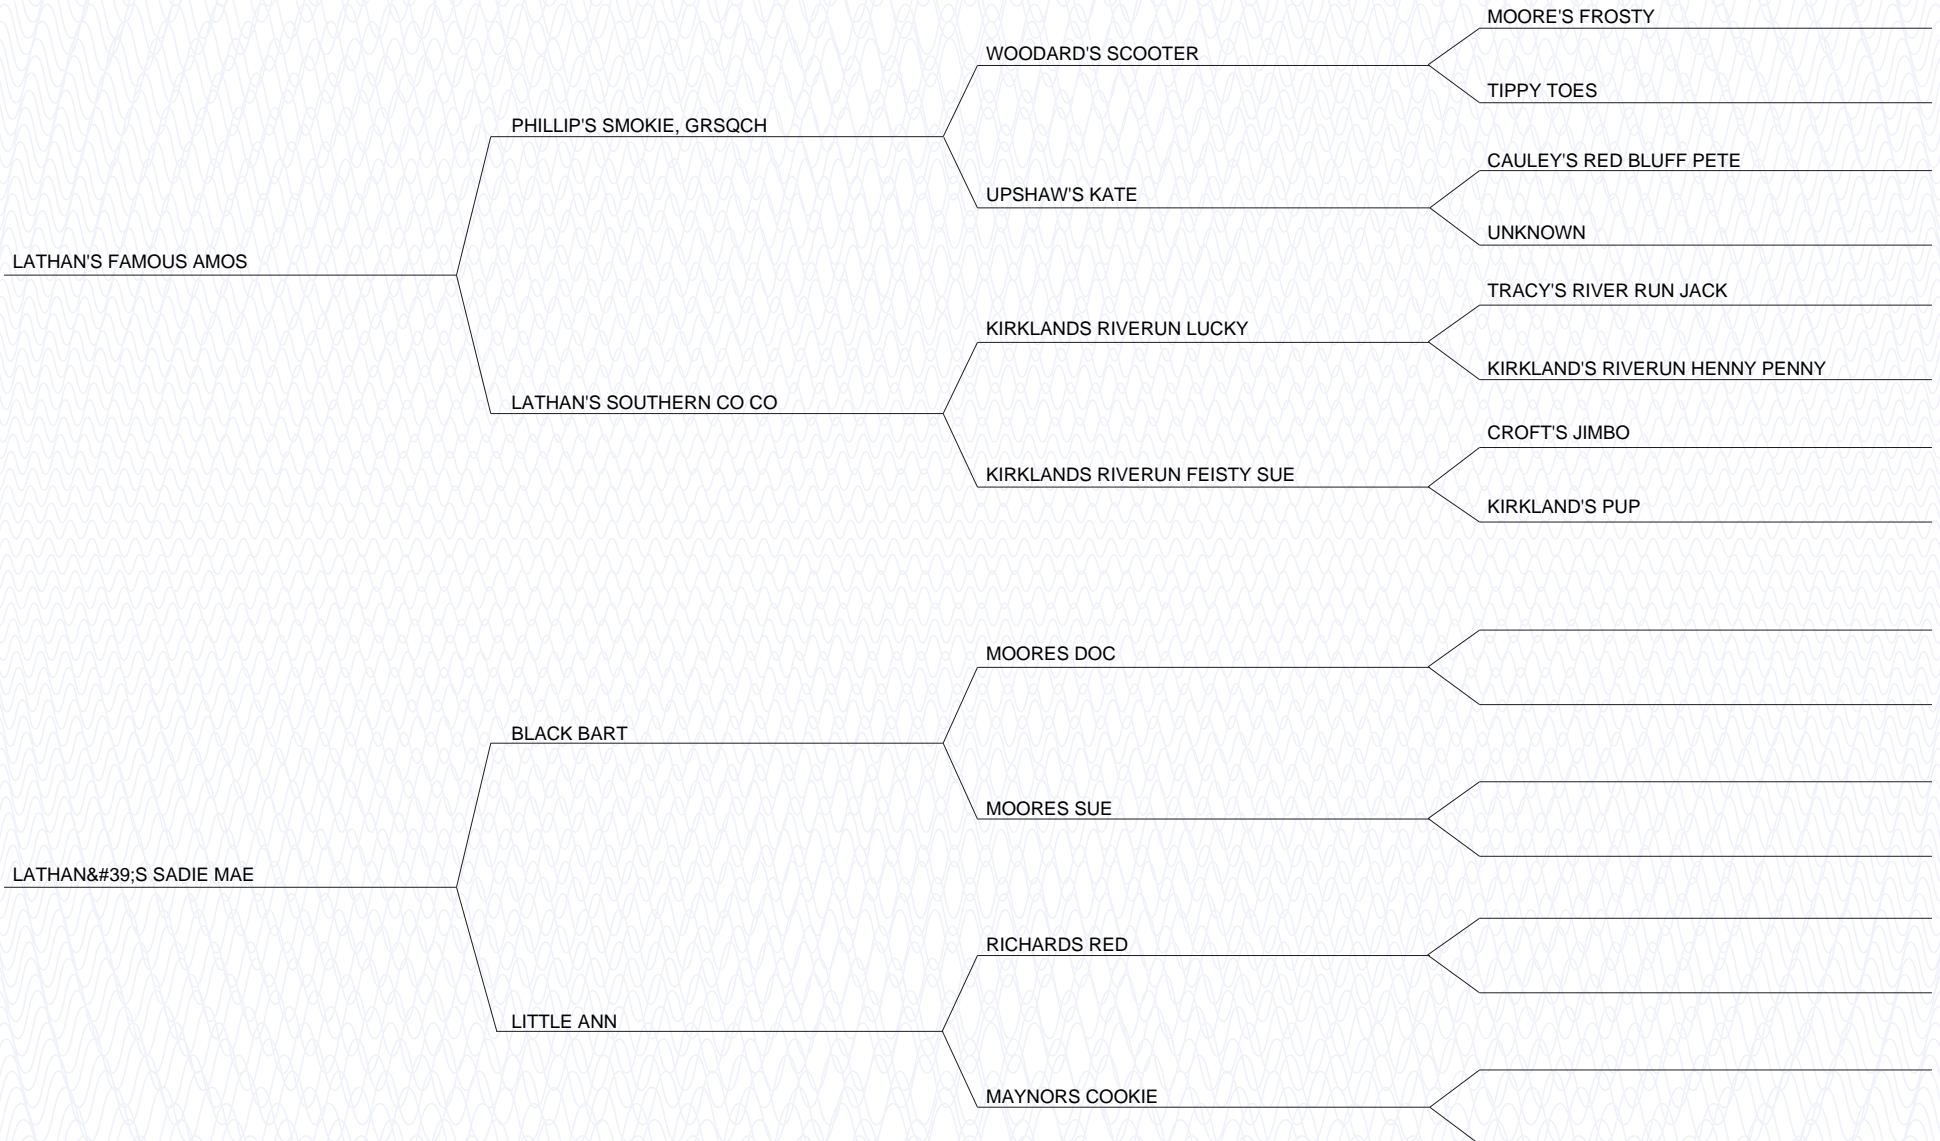 MOORE'S FROSTY
WOODARD'S SCOOTER
TIPPY TOES
PHILLIP'S SMOKIE, GRSQCH
CAULEY'S RED BLUFF PETE
UPSHAW'S KATE
UNKNOWN
LATHAN'S FAMOUS AMOS
TRACY'S RIVER RUN JACK
KIRKLANDS RIVERUN LUCKY
KIRKLAND'S RIVERUN HENNY PENNY
LATHAN'S SOUTHERN CO CO
CROFT'S JIMBO
KIRKLANDS RIVERUN FEISTY SUE
KIRKLAND'S PUP
MOORES DOC
BLACK BART
MOORES SUE
LATHAN&#39;S SADIE MAE
RICHARDS RED
LITTLE ANN
MAYNORS COOKIE